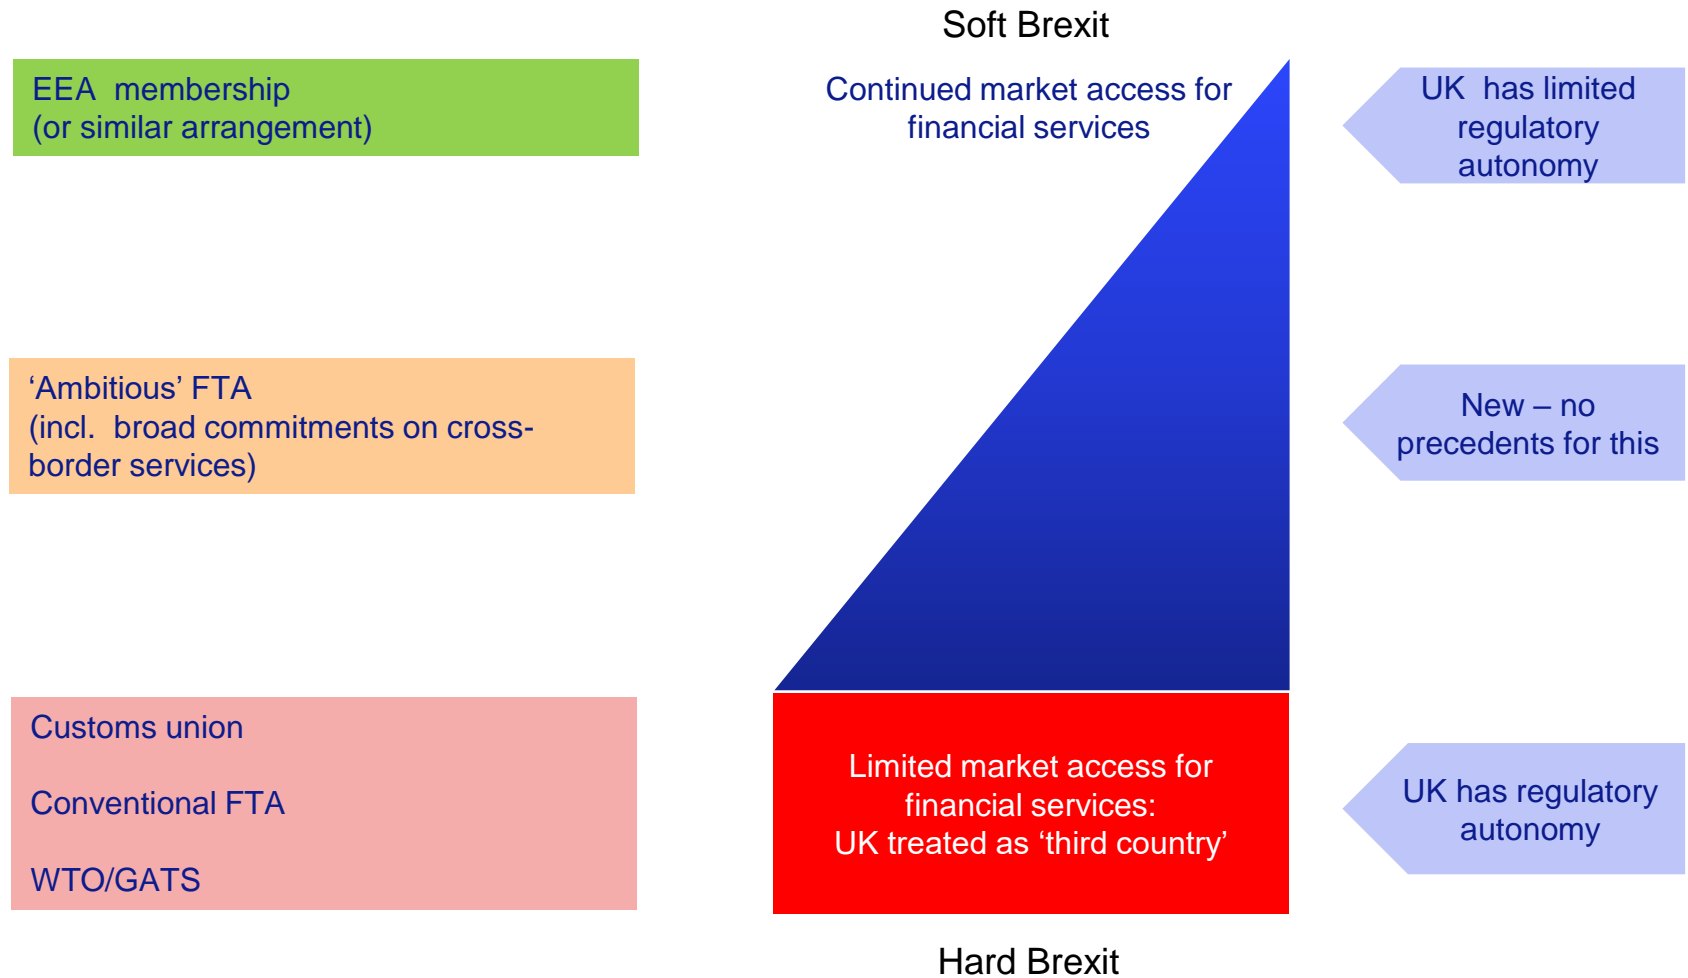 Soft Brexit
EEA membership
(or similar arrangement)
Continued market access for
financial services
UK has limited
regulatory
autonomy
‘Ambitious’ FTA
(incl. broad commitments on cross-
border services)
New – no
precedents for this
Customs union
Conventional FTA
WTO/GATS
Limited market access for
financial services:
UK treated as ‘third country’
UK has regulatory
autonomy
Hard Brexit